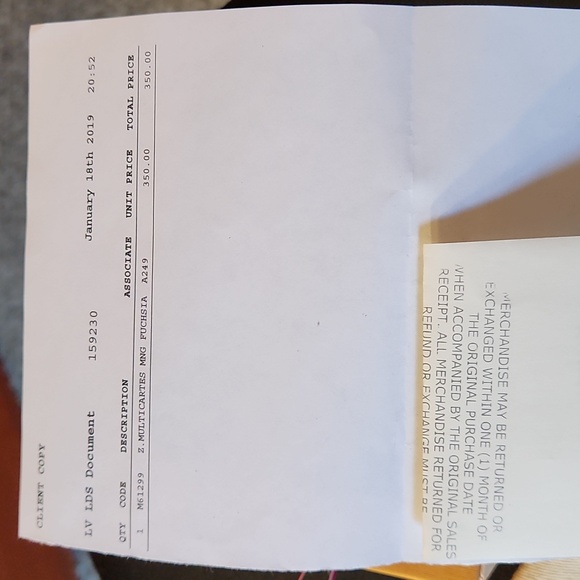 CLIENT COPY
LV LDS Document 159230 January 18th 2019 20:52
QTY CODE DESCRIPTION ASSOCIATE UNIT PRICE TOTAL PRICE
1 M61299 Z.MULTICARTES MNG FUCHSIA A249 350.00 350.00
MERCHANDISE MAY BE RETURNED OR
EXCHANGED WITHIN ONE (1) MONTH OF
THE ORIGINAL PURCHASE DATE
WHEN ACCOMPANIED BY THE ORIGINAL SALES
RECEIPT. ALL MERCHANDISE RETURNED FOR
REFUND OR EXCHANGE MUST BE